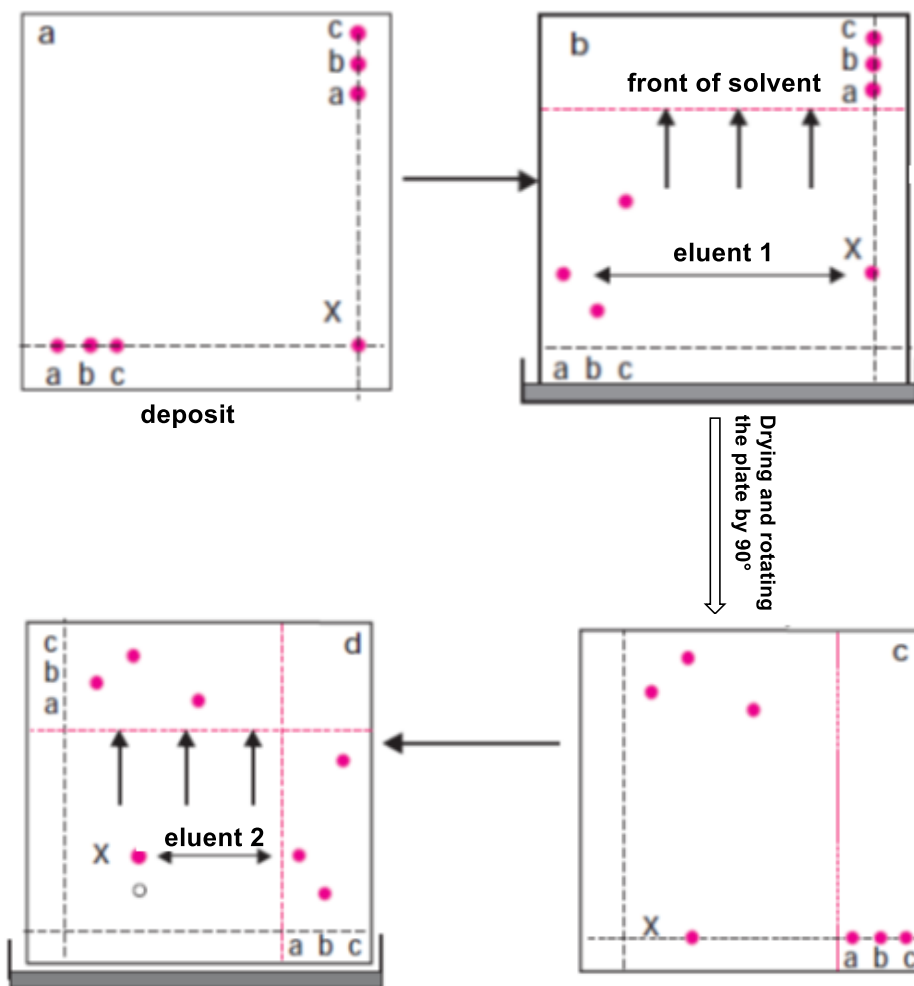 a
c
b
a
X
a b c
deposit
b
c
b
a
front of solvent
eluent 1
X
a b c
Drying and rotating
the plate by 90°
c
b
a
d
X
eluent 2
a b c
c
X
a b c